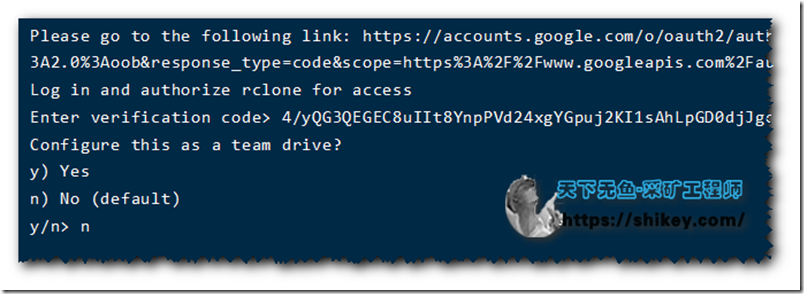 Please go to the following link: https://accounts.google.com/o/oauth2/auth
3A2.0%3Aoob&response_type=code&scope=https%3A%2F%2Fwww.googleapis.com%2Fau
Log in and authorize rclone for access
Enter verification code> 4/yQG3QEGEC8uIIt8YnpPVd24xgYGpuj2KI1sAhLpGD0djJgc
Configure this as a team drive?
y) Yes
n) No (default)
y/n> n
天下无鱼-采矿工程师
https://shikey.com/